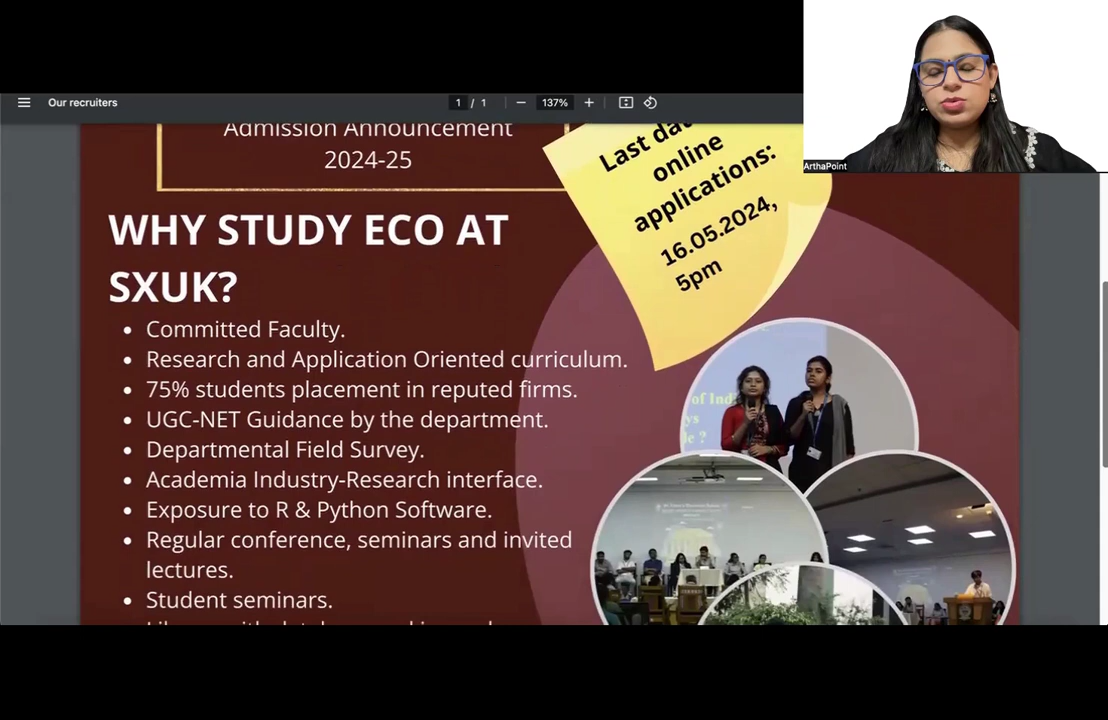 Our recruiters
1 / 1
137%
ArthaPoint
Admission Announcement
2024-25
Last
online
applications:
16.05.2024,
5pm
WHY STUDY ECO AT
SXUK?
• Committed Faculty.
• Research and Application Oriented curriculum.
• 75% students placement in reputed firms.
• UGC-NET Guidance by the department.
• Departmental Field Survey.
• Academia Industry-Research interface.
• Exposure to R & Python Software.
• Regular conference, seminars and invited
lectures.
• Student seminars.